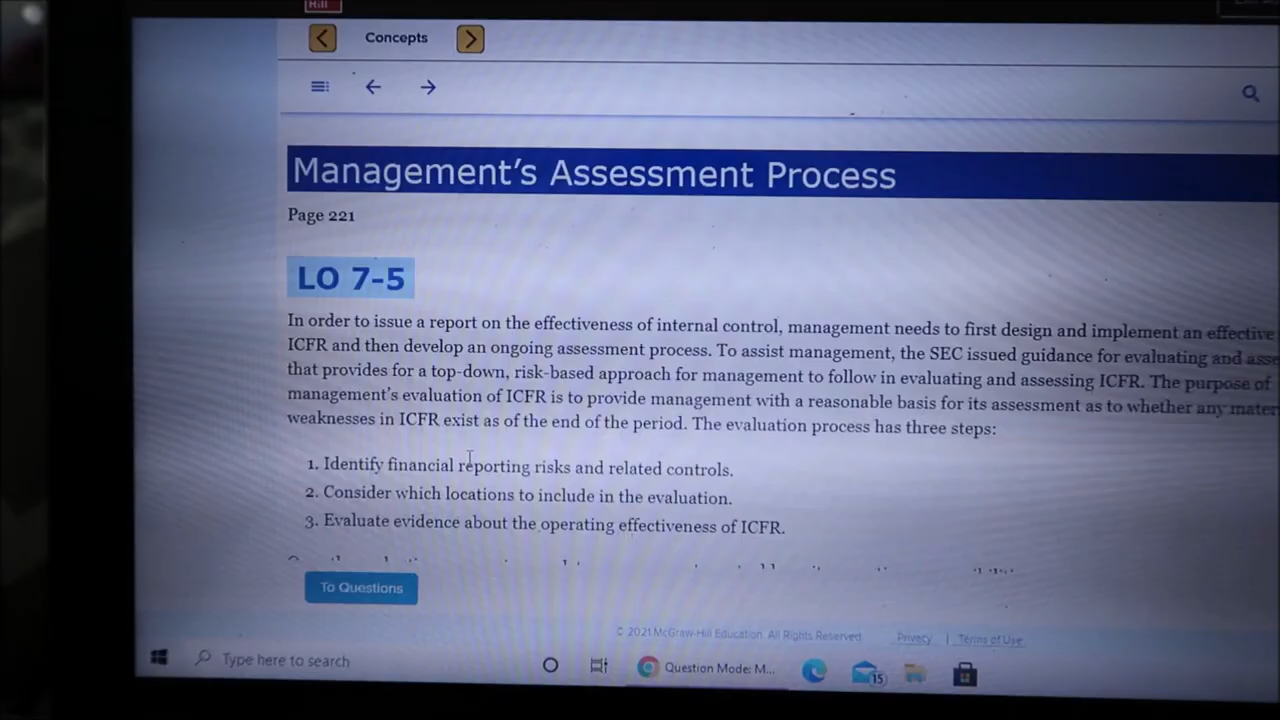 Hill
Concepts
Management's Assessment Process
Page 221
LO 7-5
In order to issue a report on the effectiveness of internal control, management needs to first design and implement an effective
ICFR and then develop an ongoing assessment process. To assist management, the SEC issued guidance for evaluating and
that provides for a top-down, risk-based approach for management to follow in evaluating and assessing ICFR. The purpose of
management's evaluation of ICFR is to provide management with a reasonable basis for its assessment as to whether any
weaknesses in ICFR exist as of the end of the period. The evaluation process has three steps:
1. Identify financial reporting risks and related controls.
2. Consider which locations to include in the evaluation.
3. Evaluate evidence about the operating effectiveness of ICFR.
To Questions
© 2021 McGraw-Hill Education. All Rights Reserved Privacy | Terms of Use
Type here to search
Question Mode: M...
15